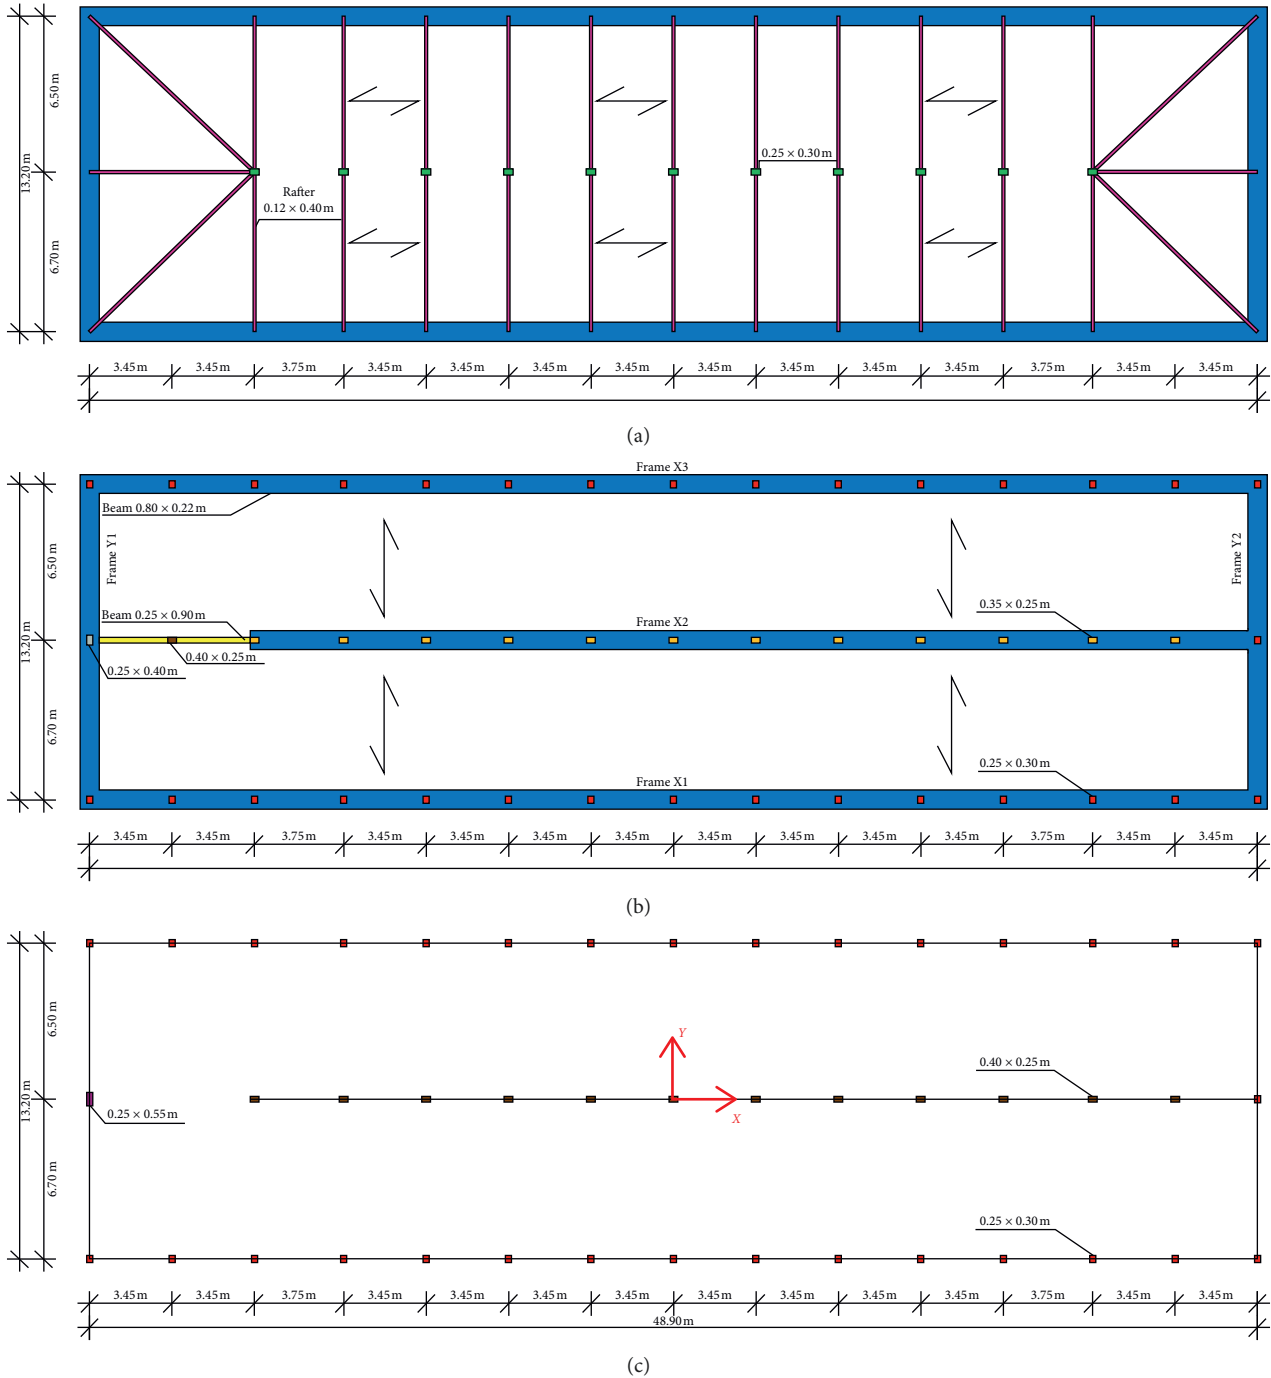 6.50 m
13.20 m
6.70 m
0.25 × 0.30 m
Rafter
0.12 × 0.40 m
3.45 m 3.45 m 3.75 m 3.45 m 3.45 m 3.45 m 3.45 m 3.45 m 3.45 m 3.45 m 3.45 m 3.75 m 3.45 m 3.45 m
(a)
Frame X3
Beam 0.80 × 0.22 m
Frame Y1
Frame Y2
6.50 m
13.20 m
6.70 m
0.35 × 0.25 m
Beam 0.25 × 0.90 m
Frame X2
0.40 × 0.25 m
0.25 × 0.40 m
0.25 × 0.30 m
Frame X1
3.45 m 3.45 m 3.75 m 3.45 m 3.45 m 3.45 m 3.45 m 3.45 m 3.45 m 3.45 m 3.45 m 3.75 m 3.45 m 3.45 m
(b)
6.50 m
13.20 m
6.70 m
Y
0.40 × 0.25 m
0.25 × 0.55 m
X
0.25 × 0.30 m
3.45 m 3.45 m 3.75 m 3.45 m 3.45 m 3.45 m 3.45 m 3.45 m 3.45 m 3.45 m 3.45 m 3.75 m 3.45 m 3.45 m
48.90 m
(c)